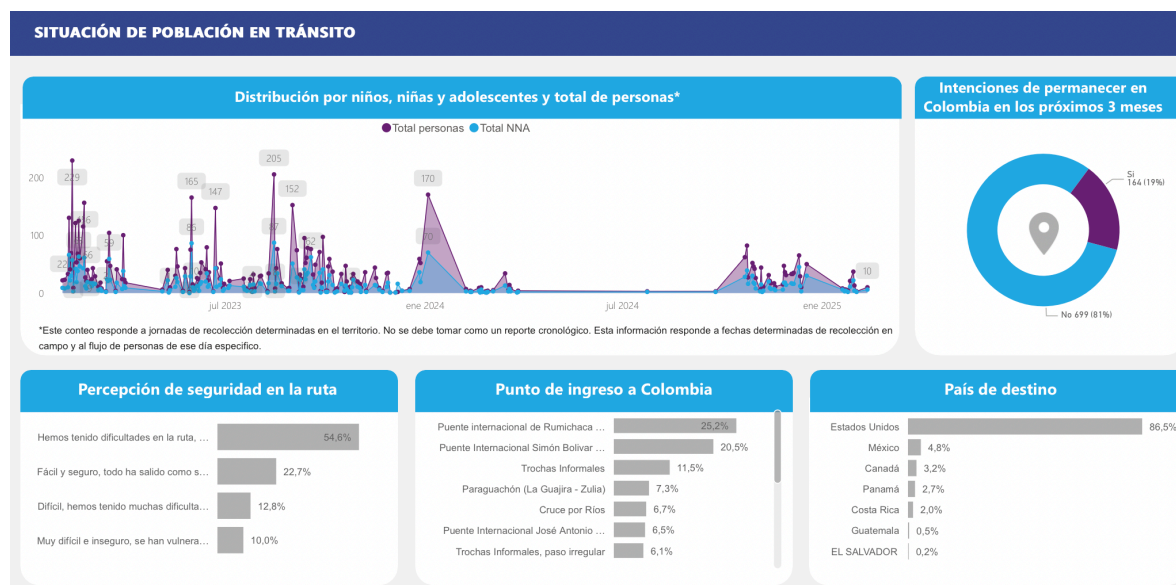 SITUACIÓN DE POBLACIÓN EN TRÁNSITO
Distribución por niños, niñas y adolescentes y total de personas*
Total personas Total NNA
200
100
0
229
165
147
205
152
170
70
59
10
jul 2023
ene 2024
jul 2024
ene 2025
*Este conteo responde a jornadas de recolección determinadas en el territorio. No se debe tomar como un reporte cronológico. Esta información responde a fechas determinadas de recolección en
campo y al flujo de personas de ese día especifico.
Intenciones de permanecer en
Colombia en los próximos 3 meses
Si
164 (19%)
No 699 (81%)
Percepción de seguridad en la ruta
Hemos tenido dificultades en la ruta, ... 54,6%
Fácil y seguro, todo ha salido como s... 22,7%
Difícil, hemos tenido muchas dificulta... 12,8%
Muy difícil e inseguro, se han vulnera... 10,0%
Punto de ingreso a Colombia
Puente internacional de Rumichaca ... 25,2%
Puente Internacional Simón Bolivar ... 20,5%
Trochas Informales 11,5%
Paraguachón (La Guajira - Zulia) 7,3%
Cruce por Ríos 6,7%
Puente Internacional José Antonio ... 6,5%
Trochas Informales, paso irregular 6,1%
País de destino
Estados Unidos 86,5%
México 4,8%
Canadá 3,2%
Panamá 2,7%
Costa Rica 2,0%
Guatemala 0,5%
EL SALVADOR 0,2%